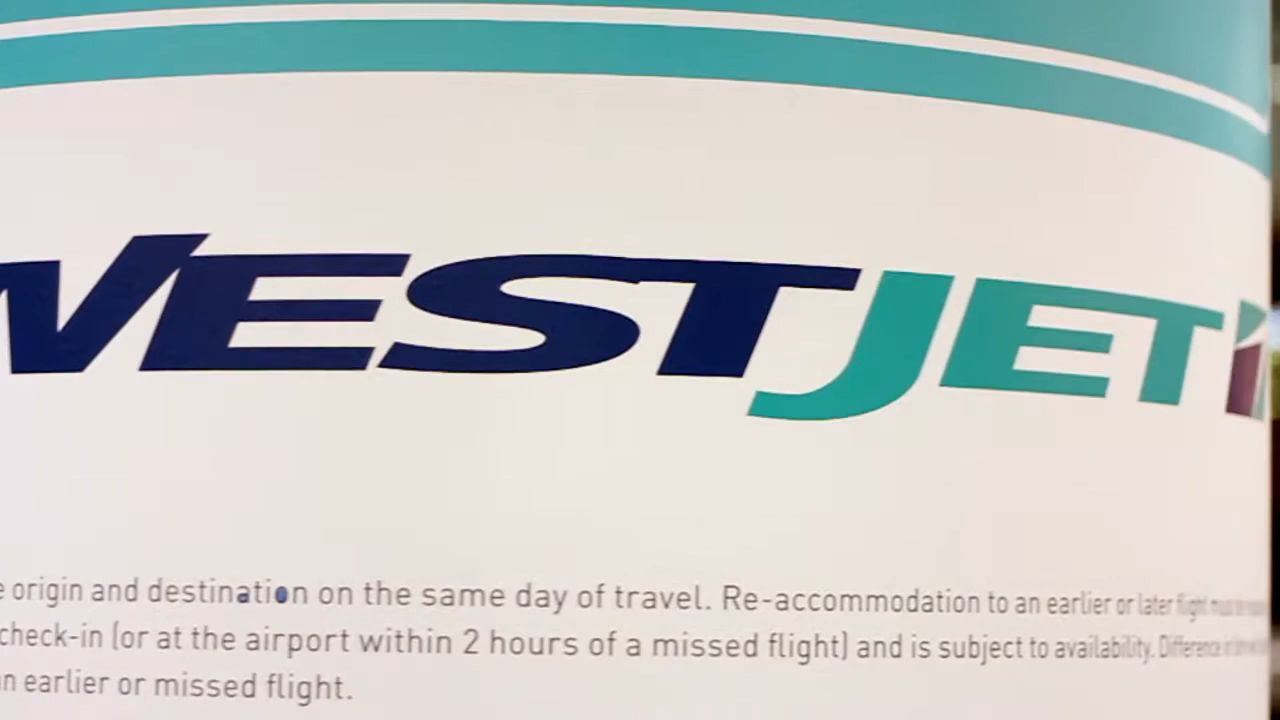 WESTJET
origin and destination on the same day of travel. Re-accommodation to an earlier or later flight
check-in (or at the airport within 2 hours of a missed flight) and is subject to availability. Difference
earlier or missed flight.